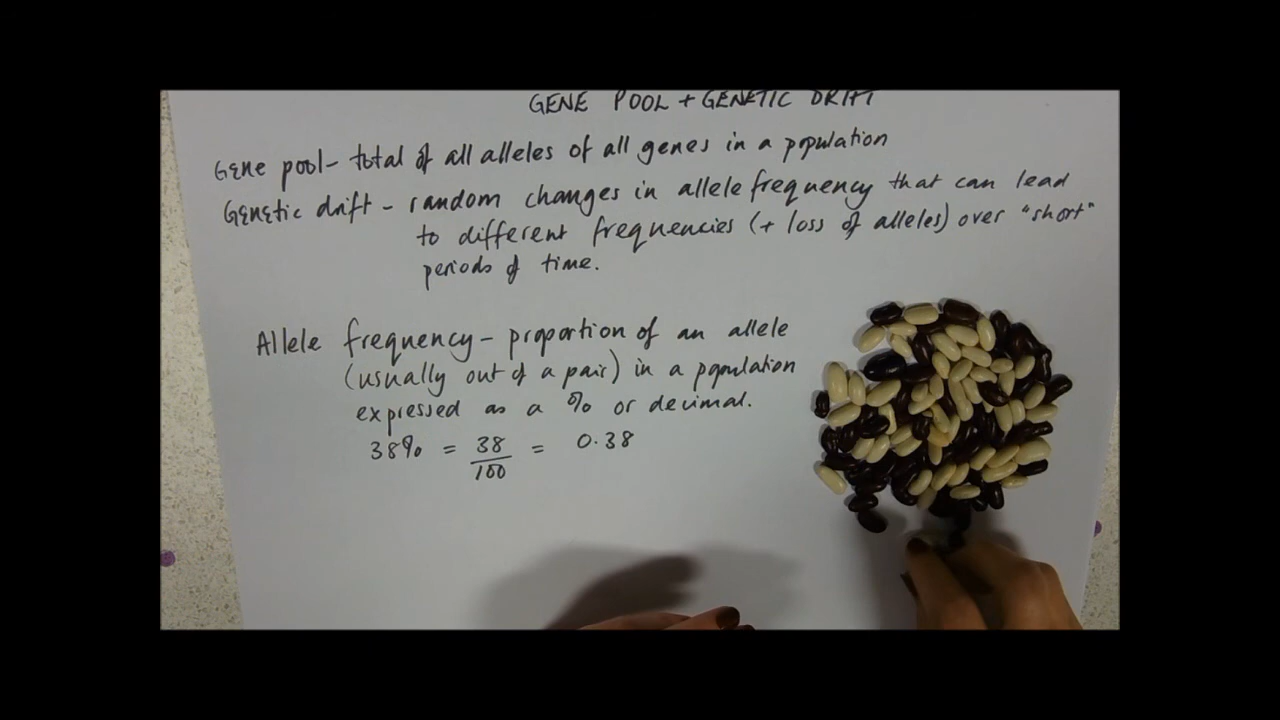 GENE POOL + GENETIC DRIFT
Gene pool - total of all alleles of all genes in a population
Genetic drift - random changes in allele frequency that can lead
to different frequencies (+ loss of alleles) over "short"
periods of time.
Allele frequency - proportion of an allele
(usually out of a pair) in a population
expressed as a % or decimal.
38% = 38/100 = 0.38